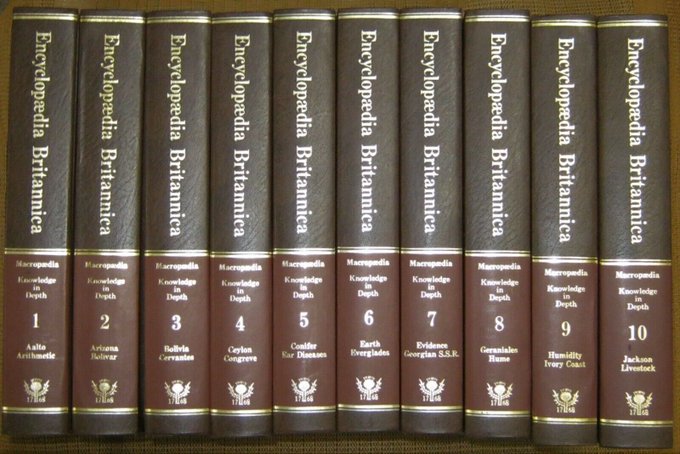 Encyclopædia Britannica
Macropædia
Knowledge
in
Depth
1
Aalto
Arithmetic
1768
Encyclopædia Britannica
Macropædia
Knowledge
in
Depth
2
Arizona
Bolivar
1768
Encyclopædia Britannica
Macropædia
Knowledge
in
Depth
3
Bolivia
Cervantes
1768
Encyclopædia Britannica
Macropædia
Knowledge
in
Depth
4
Ceylon
Congreve
1768
Encyclopædia Britannica
Macropædia
Knowledge
in
Depth
5
Conifer
Ear Diseases
1768
Encyclopædia Britannica
Macropædia
Knowledge
in
Depth
6
Earth
Everglades
1768
Encyclopædia Britannica
Macropædia
Knowledge
in
Depth
7
Evidence
Georgian S.S.R.
1768
Encyclopædia Britannica
Macropædia
Knowledge
in
Depth
8
Geraniales
Hume
1768
Encyclopædia Britannica
Macropædia
Knowledge
in
Depth
9
Humidity
Ivory Coast
1768
Encyclopædia Britannica
Macropædia
Knowledge
in
Depth
10
Jackson
Livestock
1768